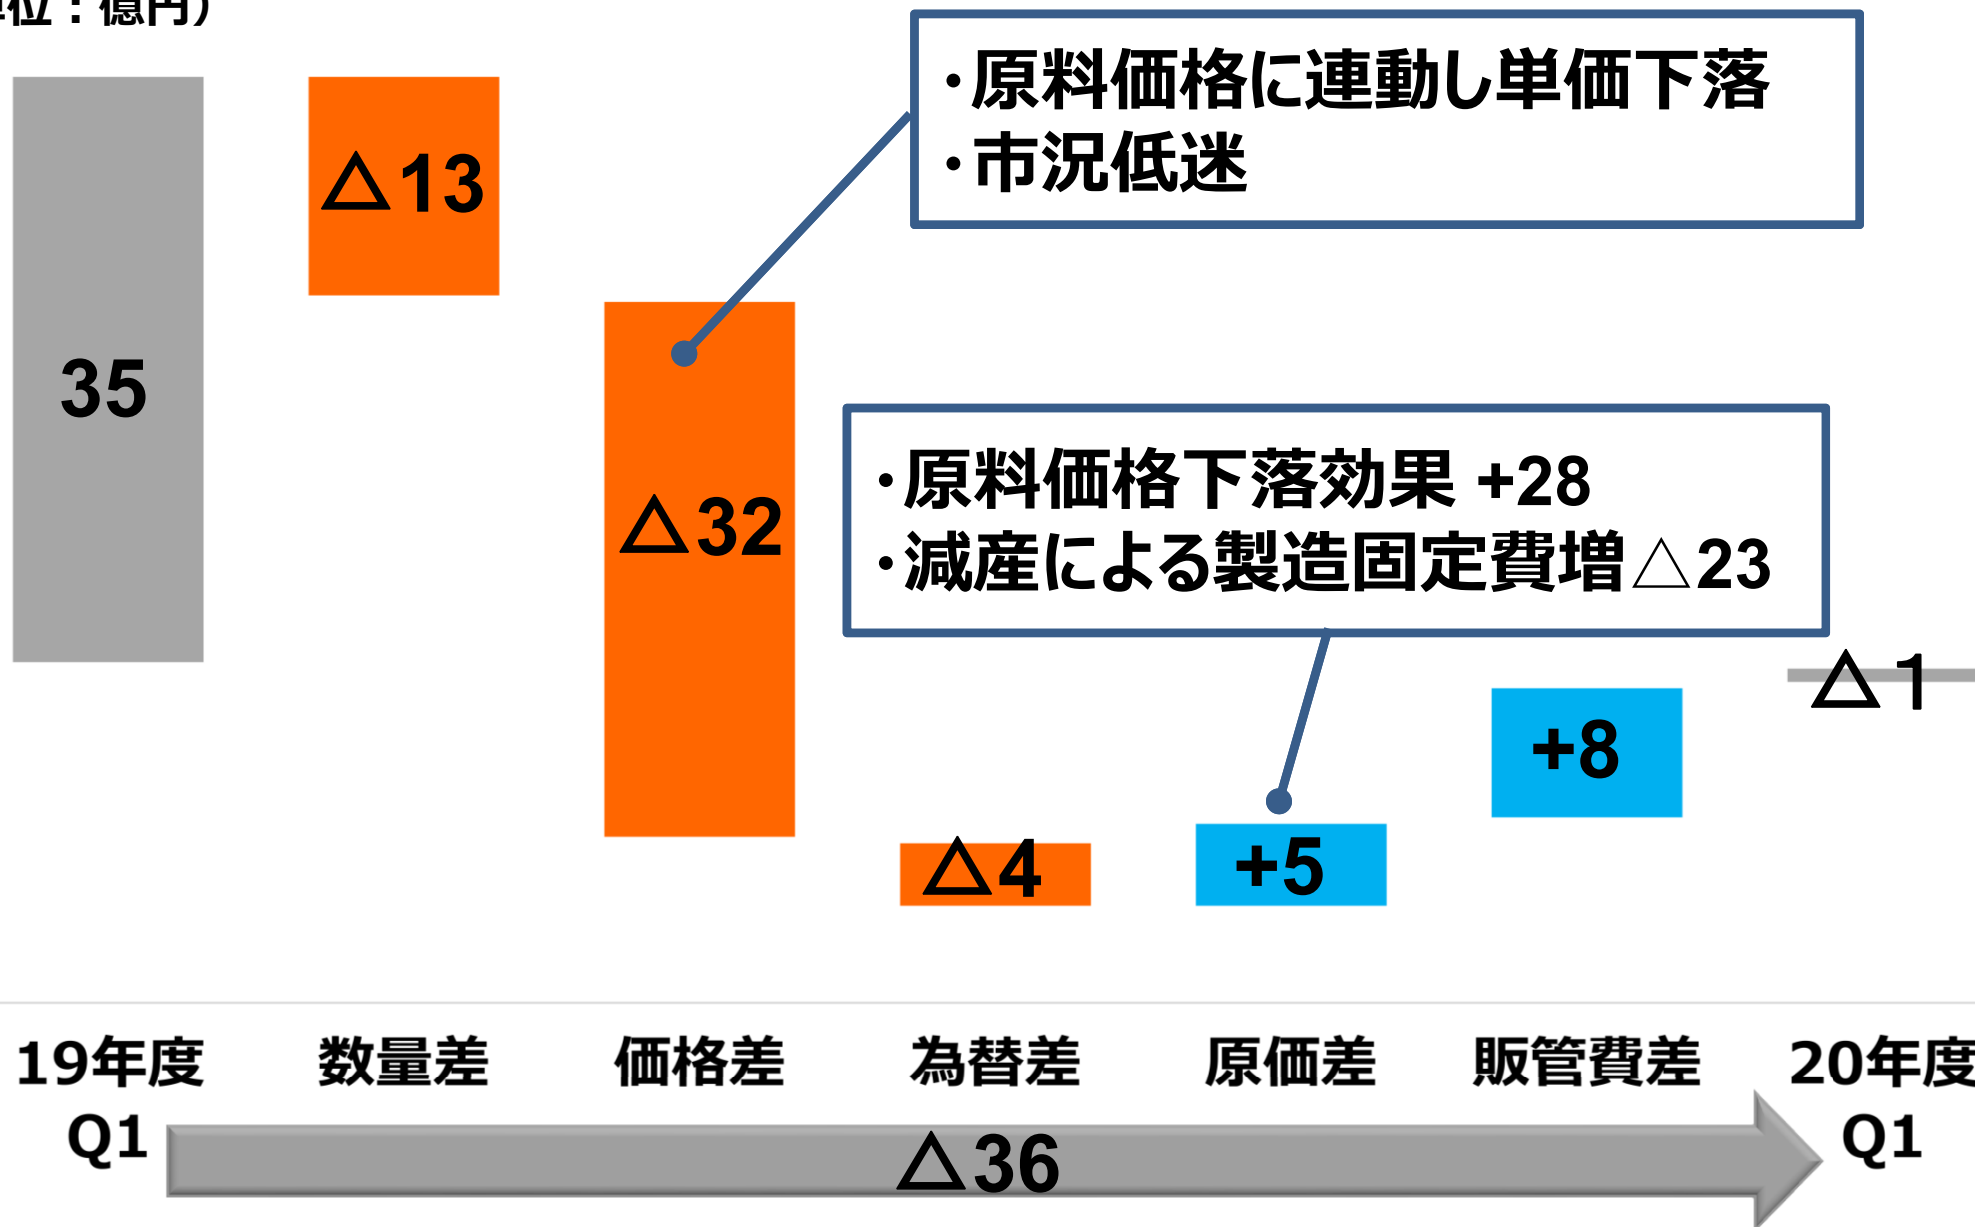 位：億円）
・原料価格に連動し単価下落
・市況低迷
35
△13
△32
・原料価格下落効果 +28
・減産による製造固定費増△23
△4
+5
+8
△1
19年度 数量差 価格差 為替差 原価差 販管費差 20年度
Q1 Q1
△36